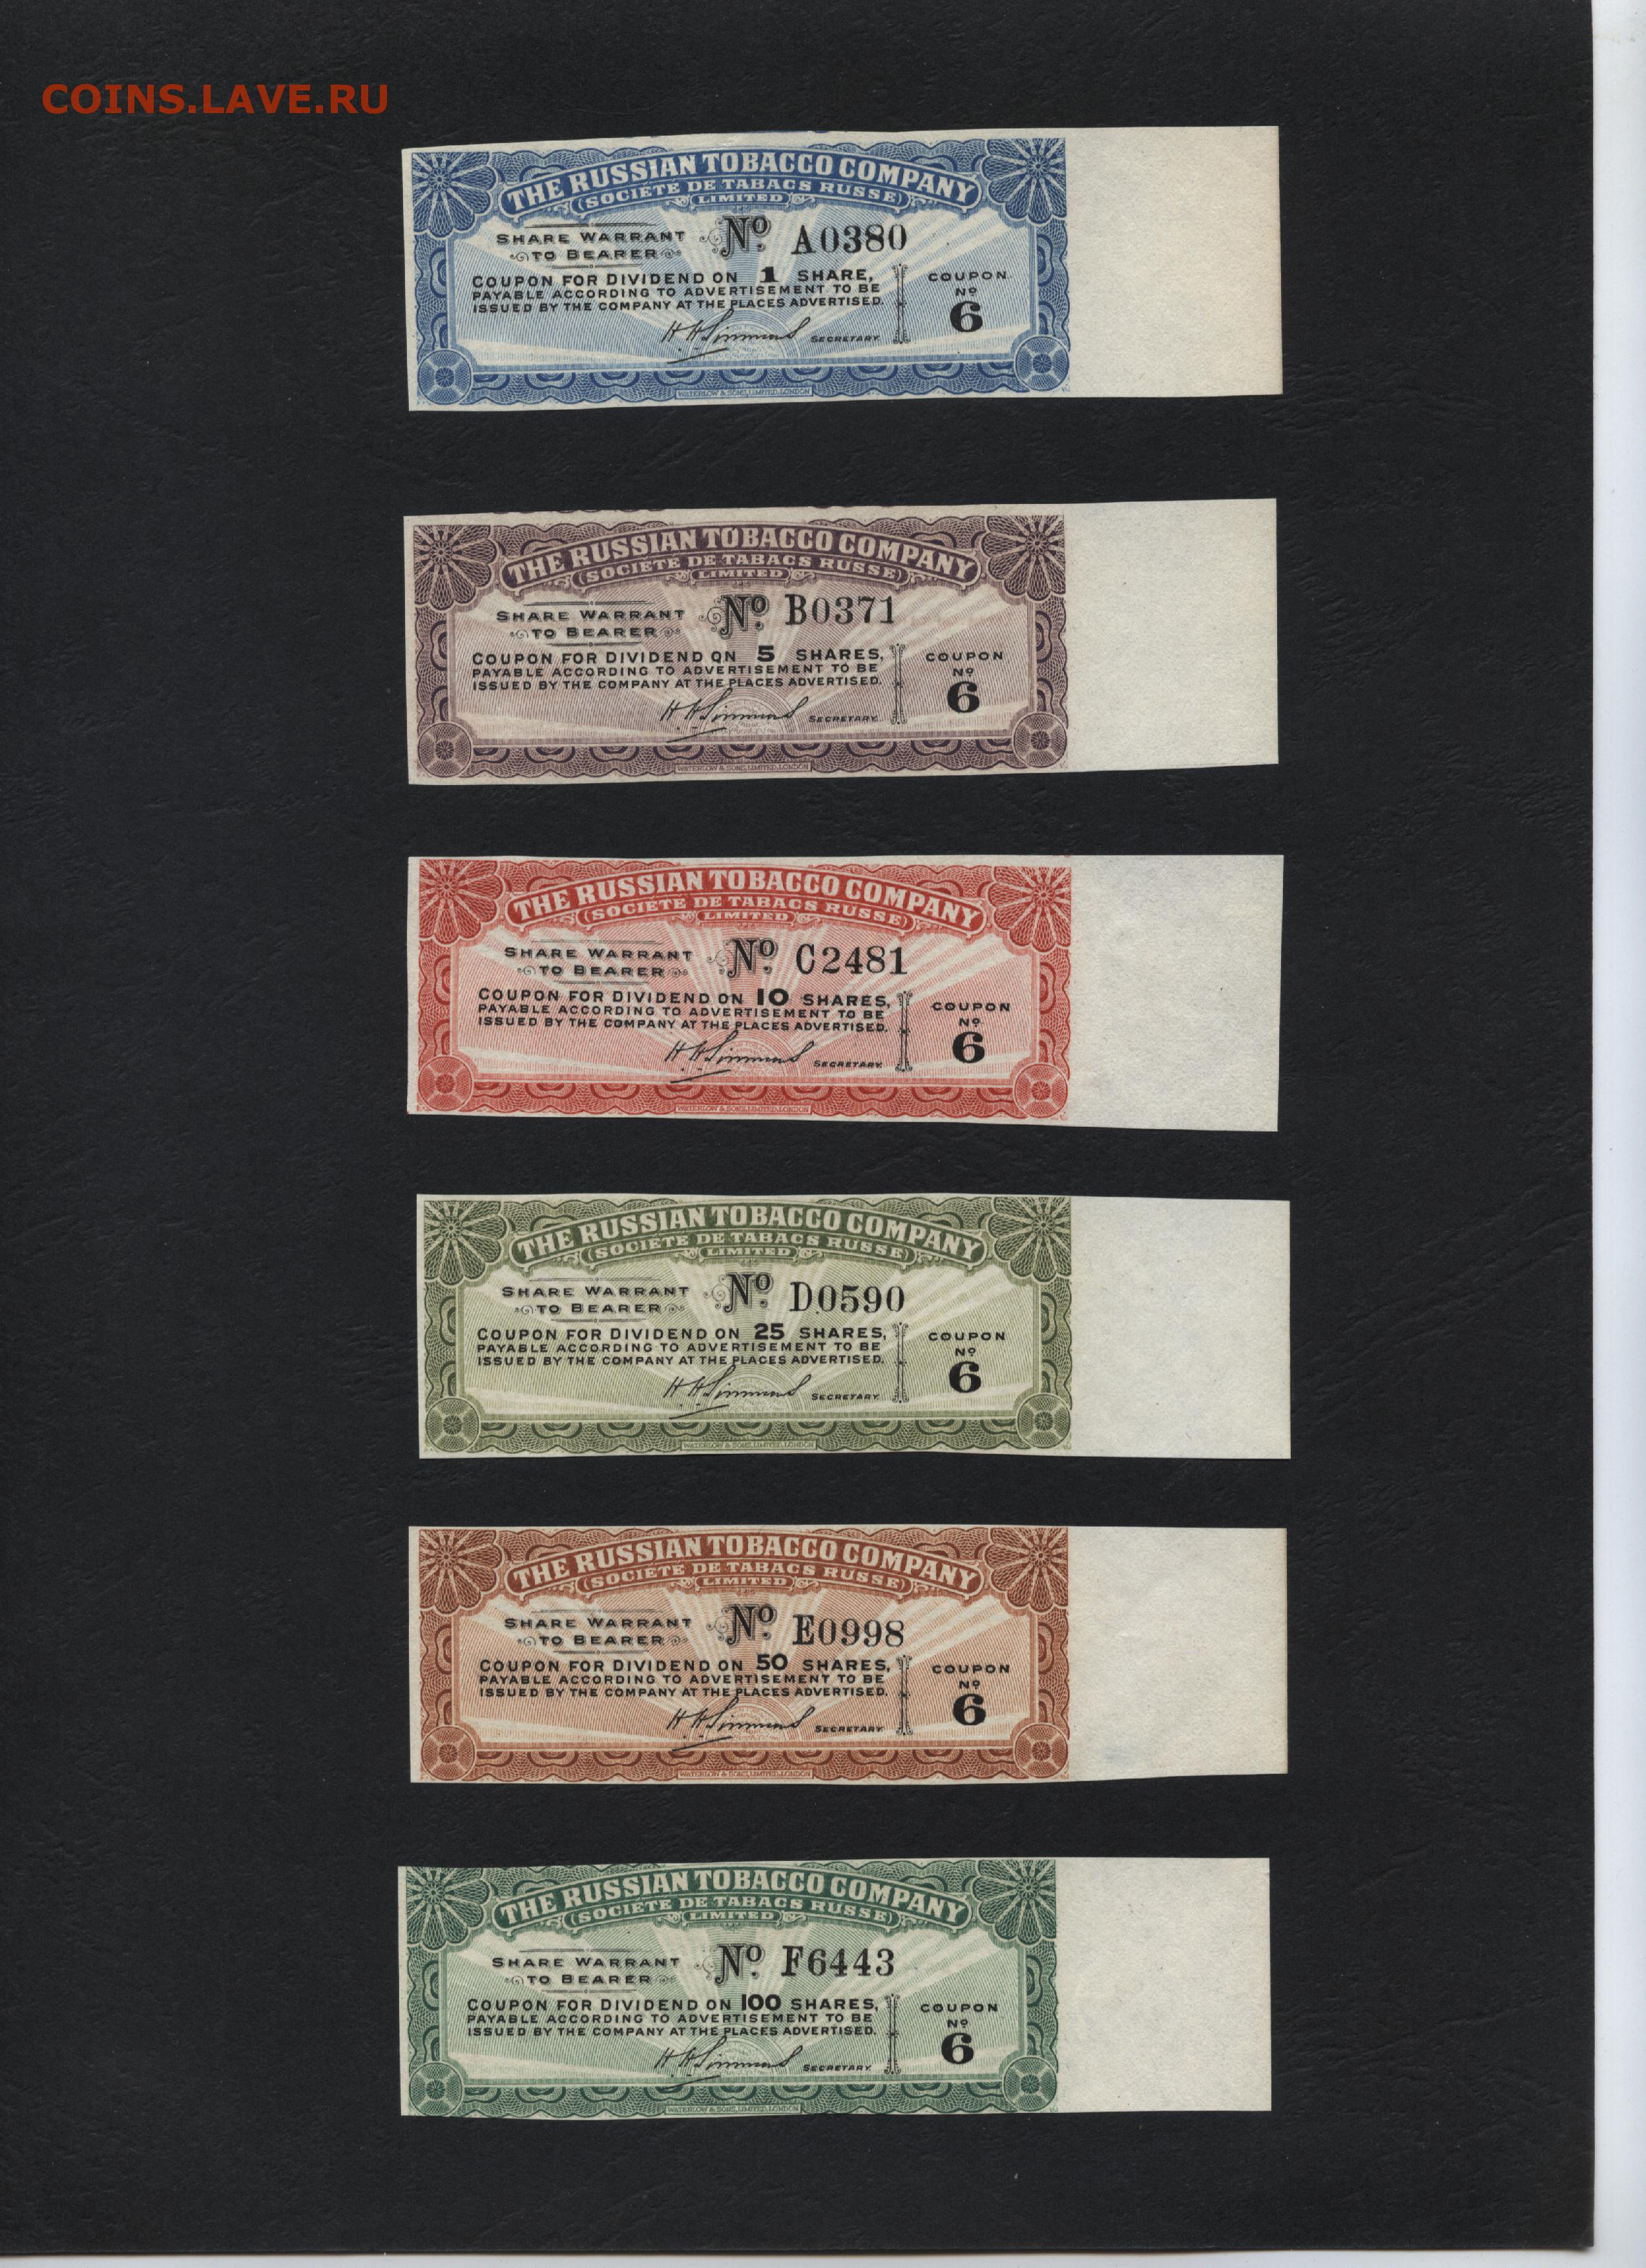 COINS.LAVE.RU
THE RUSSIAN TOBACCO COMPANY
(SOCIÉTÉ DE TABACS RUSSE)
LIMITED
SHARE WARRANT
TO BEARER
No. A0380
COUPON FOR DIVIDEND ON 1 SHARE,
PAYABLE ACCORDING TO ADVERTISEMENT TO BE
ISSUED BY THE COMPANY AT THE PLACES ADVERTISED.
H. H. Simmons SECRETARY.
COUPON
No
6
WATERLOW & SONS, LIMITED, LONDON
THE RUSSIAN TOBACCO COMPANY
(SOCIÉTÉ DE TABACS RUSSE)
LIMITED
SHARE WARRANT
TO BEARER
No. B0371
COUPON FOR DIVIDEND ON 5 SHARES,
PAYABLE ACCORDING TO ADVERTISEMENT TO BE
ISSUED BY THE COMPANY AT THE PLACES ADVERTISED.
H. H. Simmons SECRETARY.
COUPON
No
6
WATERLOW & SONS, LIMITED, LONDON
THE RUSSIAN TOBACCO COMPANY
(SOCIÉTÉ DE TABACS RUSSE)
LIMITED
SHARE WARRANT
TO BEARER
No. C2481
COUPON FOR DIVIDEND ON 10 SHARES,
PAYABLE ACCORDING TO ADVERTISEMENT TO BE
ISSUED BY THE COMPANY AT THE PLACES ADVERTISED.
H. H. Simmons SECRETARY.
COUPON
No
6
WATERLOW & SONS, LIMITED, LONDON
THE RUSSIAN TOBACCO COMPANY
(SOCIÉTÉ DE TABACS RUSSE)
LIMITED
SHARE WARRANT
TO BEARER
No. D0590
COUPON FOR DIVIDEND ON 25 SHARES,
PAYABLE ACCORDING TO ADVERTISEMENT TO BE
ISSUED BY THE COMPANY AT THE PLACES ADVERTISED.
H. H. Simmons SECRETARY.
COUPON
No
6
WATERLOW & SONS, LIMITED, LONDON
THE RUSSIAN TOBACCO COMPANY
(SOCIÉTÉ DE TABACS RUSSE)
LIMITED
SHARE WARRANT
TO BEARER
No. E0998
COUPON FOR DIVIDEND ON 50 SHARES,
PAYABLE ACCORDING TO ADVERTISEMENT TO BE
ISSUED BY THE COMPANY AT THE PLACES ADVERTISED.
H. H. Simmons SECRETARY.
COUPON
No
6
WATERLOW & SONS, LIMITED, LONDON
THE RUSSIAN TOBACCO COMPANY
(SOCIÉTÉ DE TABACS RUSSE)
LIMITED
SHARE WARRANT
TO BEARER
No. F6443
COUPON FOR DIVIDEND ON 100 SHARES,
PAYABLE ACCORDING TO ADVERTISEMENT TO BE
ISSUED BY THE COMPANY AT THE PLACES ADVERTISED.
H. H. Simmons SECRETARY.
COUPON
No
6
WATERLOW & SONS, LIMITED, LONDON